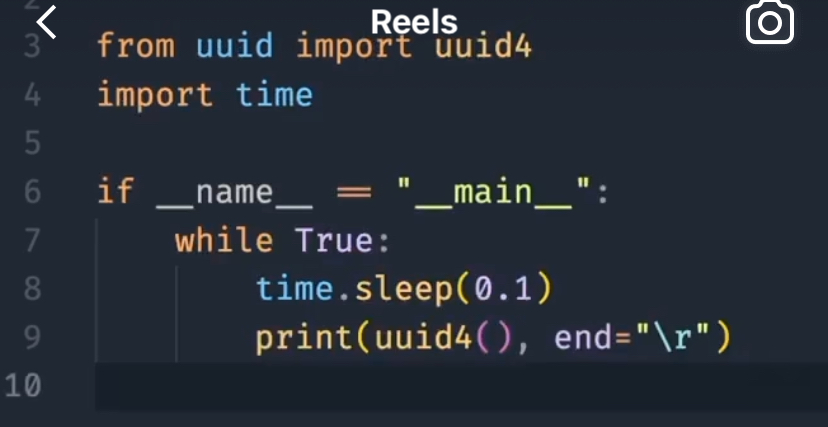 Reels
3 from uuid import uuid4
4 import time
5
6 if __name__ == "__main__":
7     while True:
8         time.sleep(0.1)
9         print(uuid4(), end="\r")
10